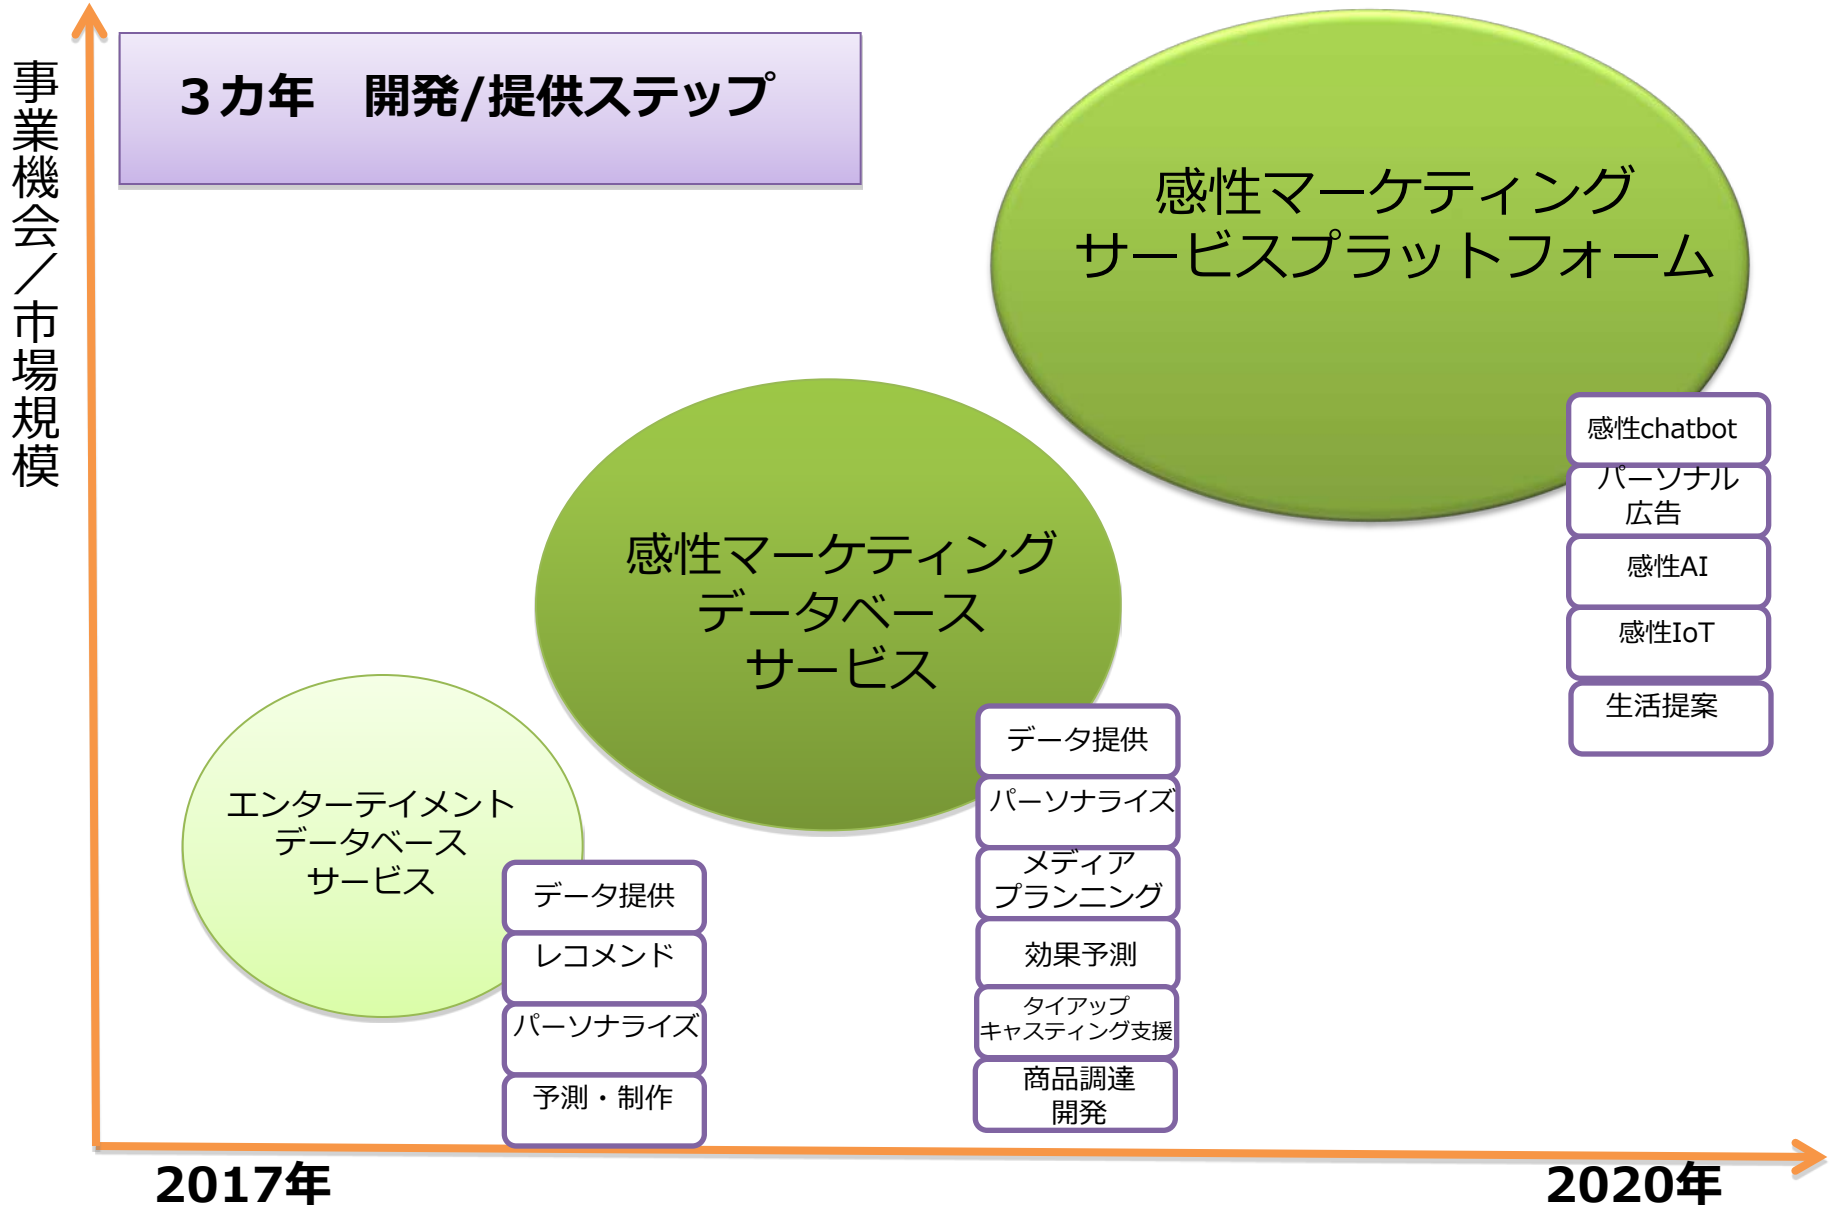 ３カ年　開発/提供ステップ
事業機会／市場規模
感性マーケティング
サービスプラットフォーム
感性chatbot
パーソナル
広告
感性AI
感性IoT
生活提案
感性マーケティング
データベース
サービス
データ提供
パーソナライズ
メディア
プランニング
効果予測
タイアップ
キャスティング支援
商品調達
開発
エンターテイメント
データベース
サービス
データ提供
レコメンド
パーソナライズ
予測・制作
2017年
2020年